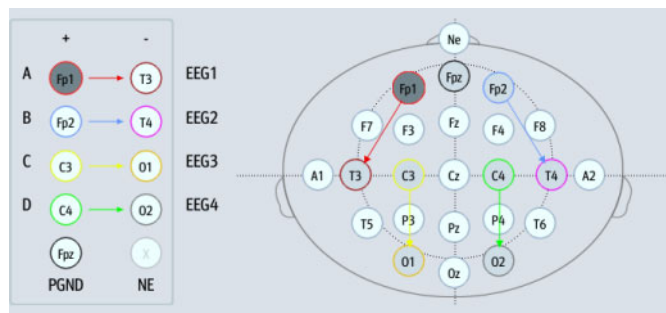 + -
A Fp1 T3 EEG1
B Fp2 T4 EEG2
C C3 O1 EEG3
D C4 O2 EEG4
Fpz X
PGND NE
Ne
Fp1 Fpz Fp2
F7 F3 Fz F4 F8
A1 T3 C3 Cz C4 T4 A2
T5 P3 Pz P4 T6
O1 Oz O2